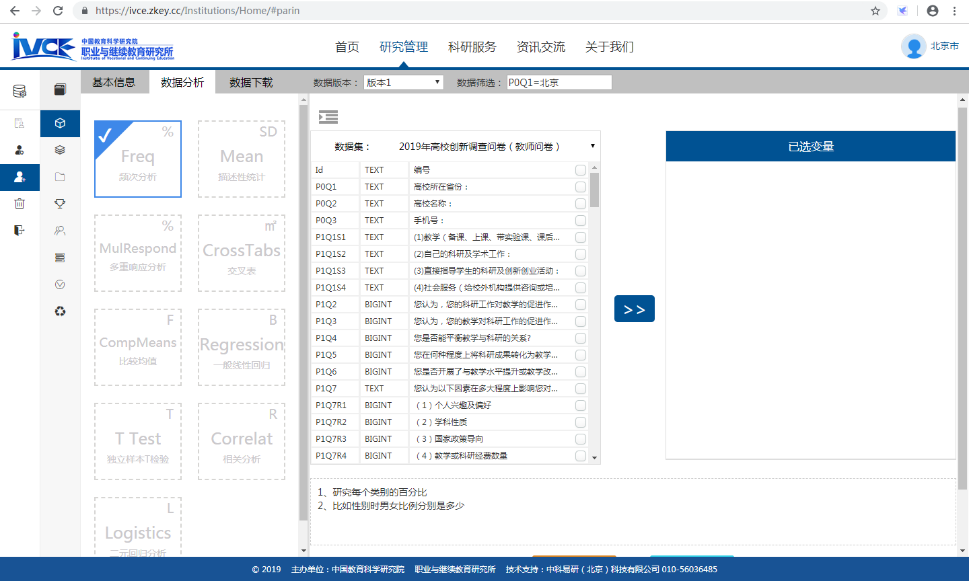 https://ivce.zkey.cc/Institutions/Home/#parin
ivCE 中国教育科学研究院
职业与继续教育研究所
首页 研究管理 科研服务 资讯交流 关于我们
北京市
基本信息 数据分析 数据下载 数据版本： 版本1 数据筛选： P0Q1=北京
%
Freq
频次分析
SD
Mean
描述性统计
%
MulRespond
多重响应分析
m²
CrossTabs
交叉表
F
CompMeans
比较均值
B
Regression
一般线性回归
T
T Test
独立样本T检验
R
Correlat
相关分析
L
Logistics
二元回归分析
数据集： 2019年高校创新调查问卷（教师问卷）
Id TEXT 编号
P0Q1 TEXT 高校所在省份：
P0Q2 TEXT 高校名称：
P0Q3 TEXT 手机号：
P1Q1S1 TEXT (1)教学（备课、上课、带实验课、课后...
P1Q1S2 TEXT (2)自己的科研及学术工作：
P1Q1S3 TEXT (3)直接指导学生的科研及创新创业活动：
P1Q1S4 TEXT (4)社会服务（给校外机构提供咨询或培...
P1Q2 BIGINT 您认为，您的科研工作对教学的促进作...
P1Q3 BIGINT 您认为，您的教学对科研工作的促进作...
P1Q4 BIGINT 您是否能平衡教学与科研的关系?
P1Q5 BIGINT 您在何种程度上将科研成果转化为教学...
P1Q6 BIGINT 您是否开展了与教学水平提升或教学改...
P1Q7 TEXT 您认为以下因素在多大程度上影响您对...
P1Q7R1 BIGINT （1）个人兴趣及偏好
P1Q7R2 BIGINT （2）学科性质
P1Q7R3 BIGINT （3）国家政策导向
P1Q7R4 BIGINT （4）教学或科研经费数量
>>
已选变量
1、研究每个类别的百分比
2、比如性别时男女比例分别是多少
© 2019 主办单位：中国教育科学研究院 职业与继续教育研究所 技术支持：中科易研（北京）科技有限公司 010-56036485